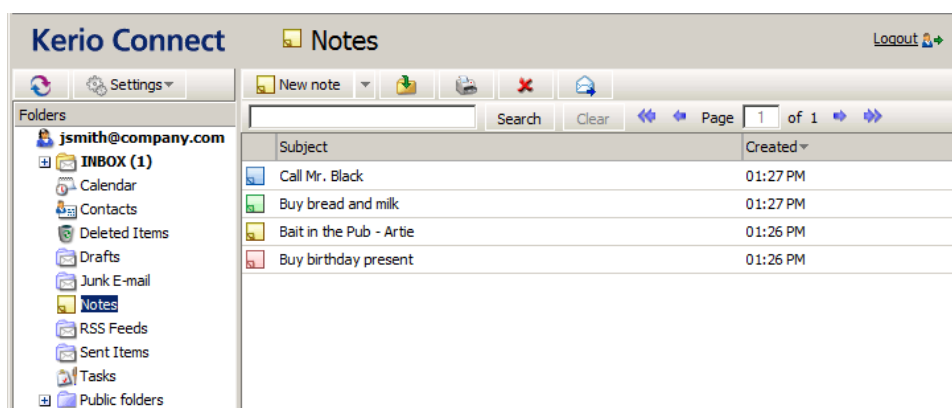 Kerio Connect
Notes
Logout
Settings
New note
Folders
Search
Clear
Page 1 of 1
jsmith@company.com
INBOX (1)
Calendar
Contacts
Deleted Items
Drafts
Junk E-mail
Notes
RSS Feeds
Sent Items
Tasks
Public folders
Subject Created
Call Mr. Black 01:27 PM
Buy bread and milk 01:27 PM
Bait in the Pub - Artie 01:26 PM
Buy birthday present 01:26 PM